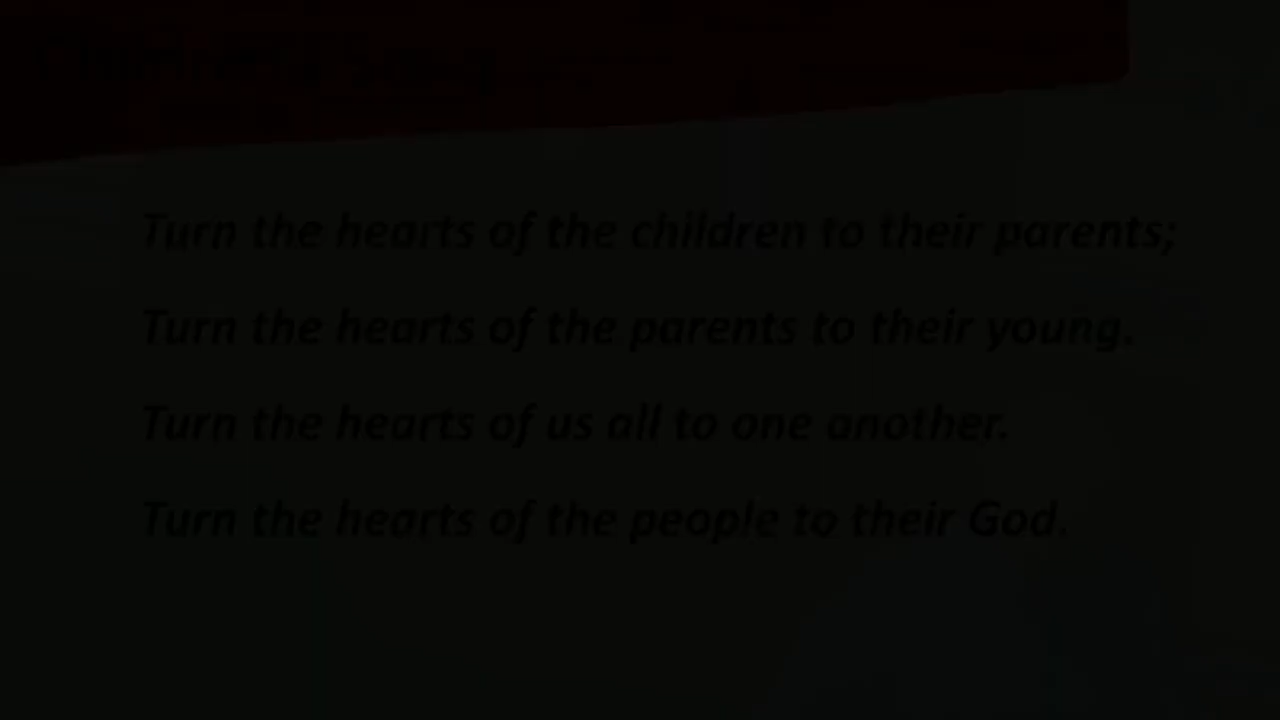 Turn the hearts of the children to their parents;
Turn the hearts of the parents to their young.
Turn the hearts of us all to one another.
Turn the hearts of the people to their God.